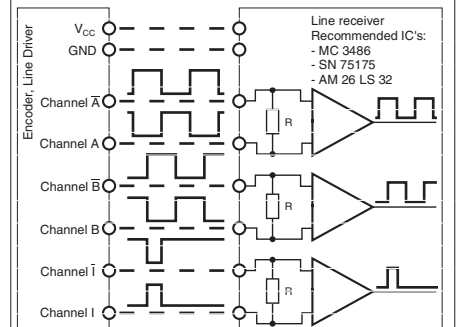 Encoder, Line Driver
V_CC
GND
Channel A̅
Channel A
Channel B̅
Channel B
Channel I̅
Channel I
Line receiver
Recommended IC's:
- MC 3486
- SN 75175
- AM 26 LS 32
R
R
R